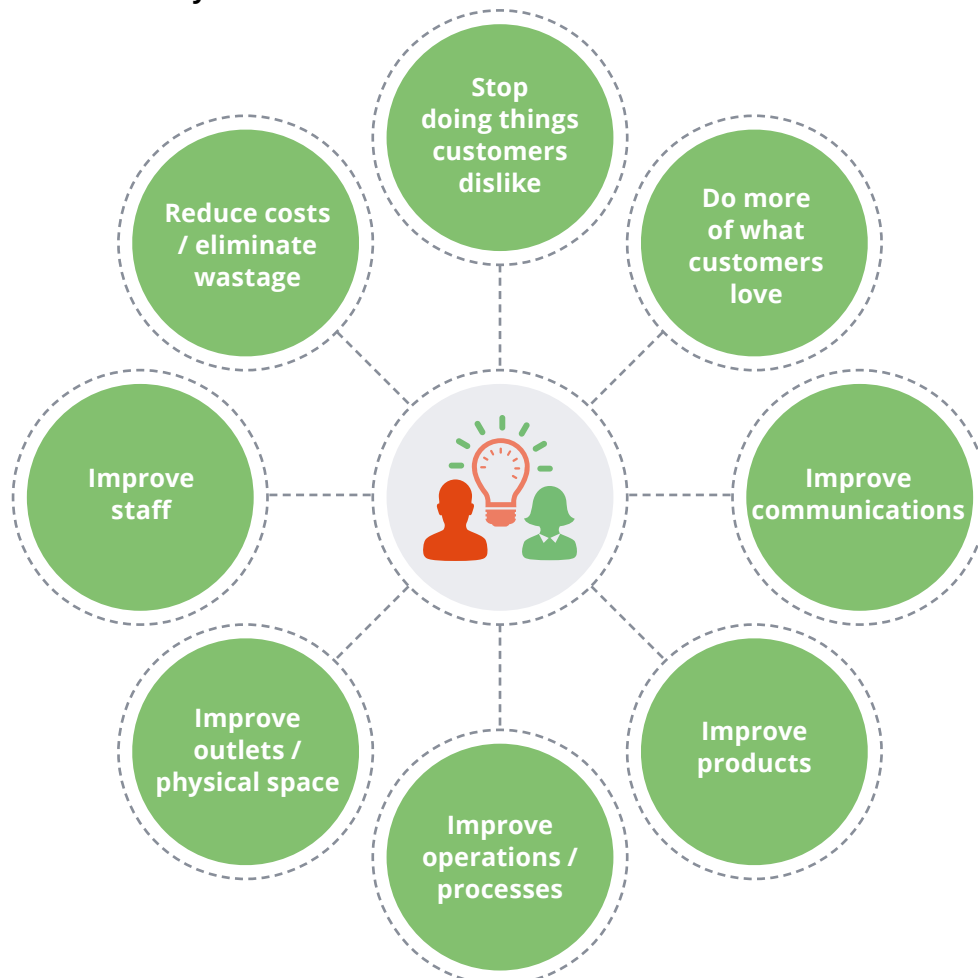 Stop
doing things
customers
dislike
Do more
of what
customers
love
Improve
communications
Improve
products
Improve
operations /
processes
Improve
outlets /
physical space
Improve
staff
Reduce costs
/ eliminate
wastage